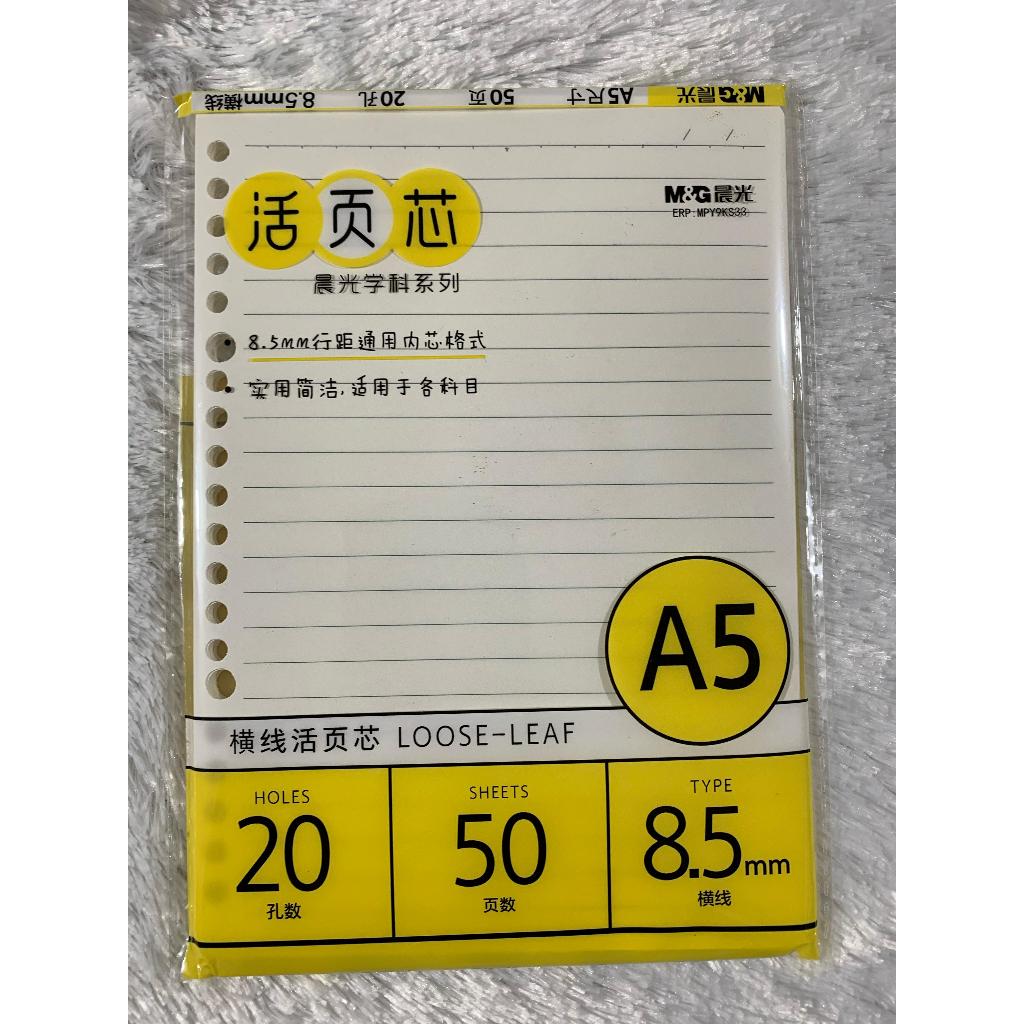 M&G晨光 A5尺寸 50页 20孔 8.5mm横线
活页芯
M&G晨光
ERP:MPY9KS33
晨光学科系列
• 8.5mm行距通用内芯格式
• 实用简洁,适用于各科目
A5
横线活页芯 LOOSE-LEAF
HOLES
20
孔数
SHEETS
50
页数
TYPE
8.5mm
横线